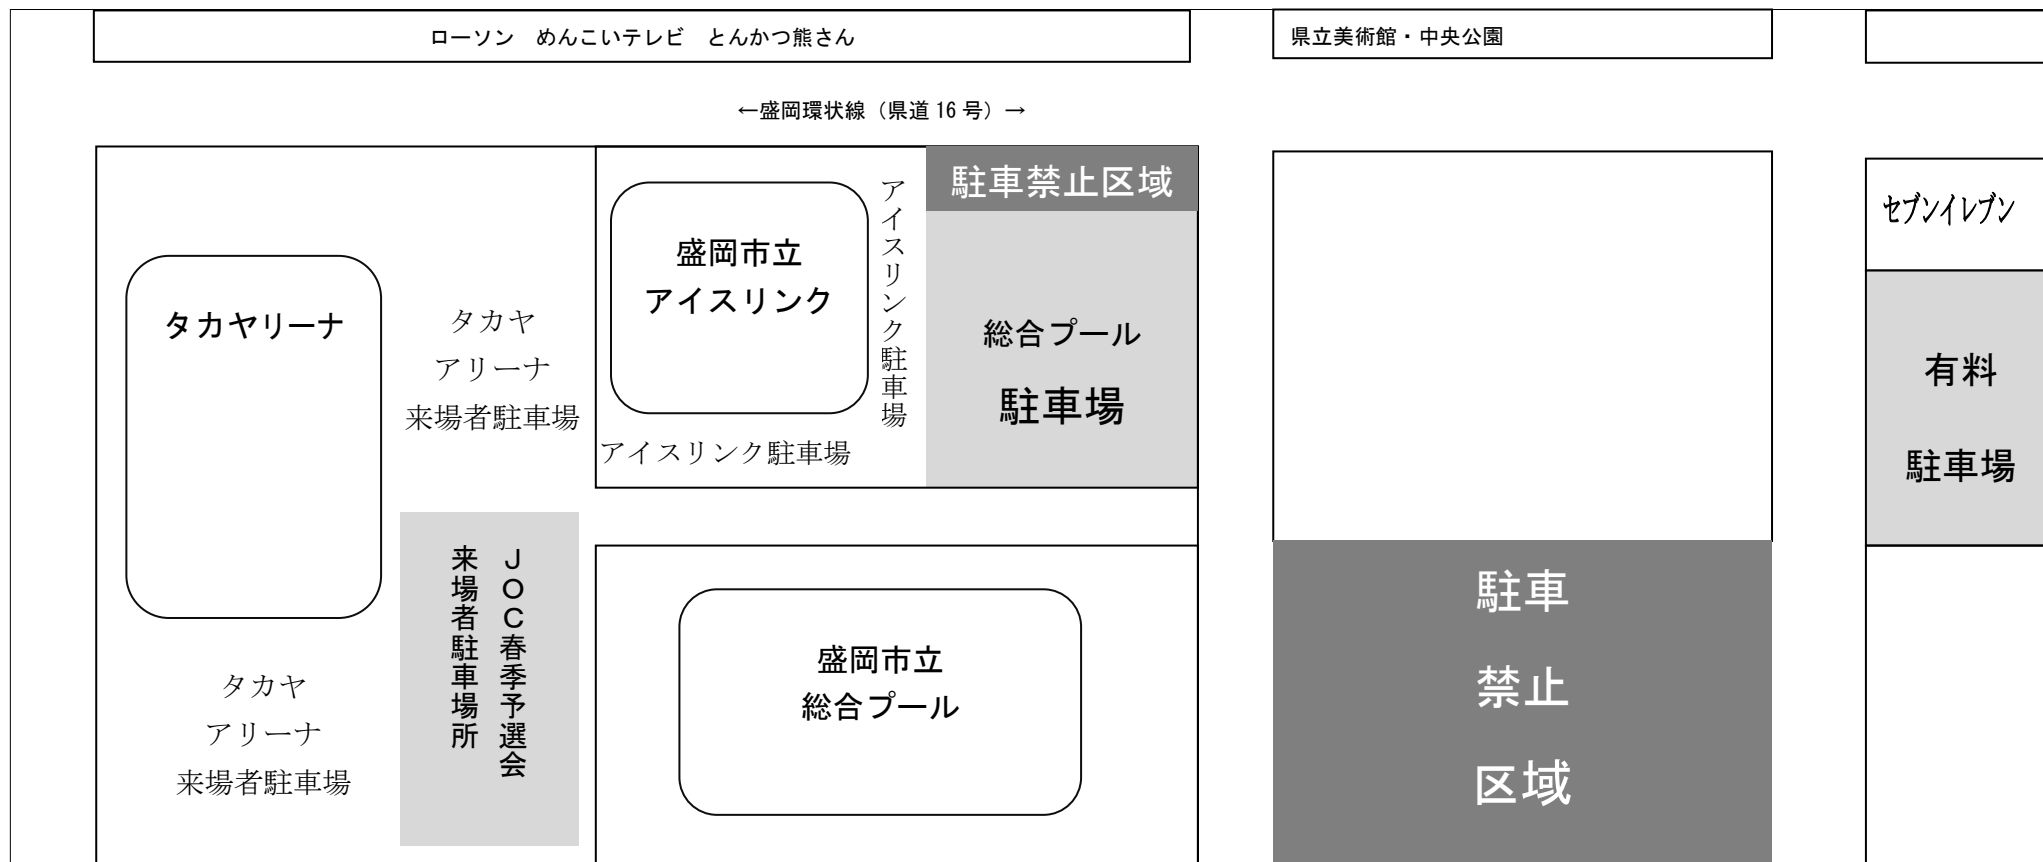 ローソン　めんこいテレビ　とんかつ熊さん
県立美術館・中央公園
←盛岡環状線（県道 16 号）→
タカヤリーナ
タカヤ
アリーナ
来場者駐車場
盛岡市立
アイスリンク
アイスリンク駐車場
アイスリンク駐車場
駐車禁止区域
総合プール
駐車場
セブンイレブン
有料
駐車場
ＪＯＣ春季予選会
来場者駐車場所
タカヤ
アリーナ
来場者駐車場
盛岡市立
総合プール
駐車
禁止
区域